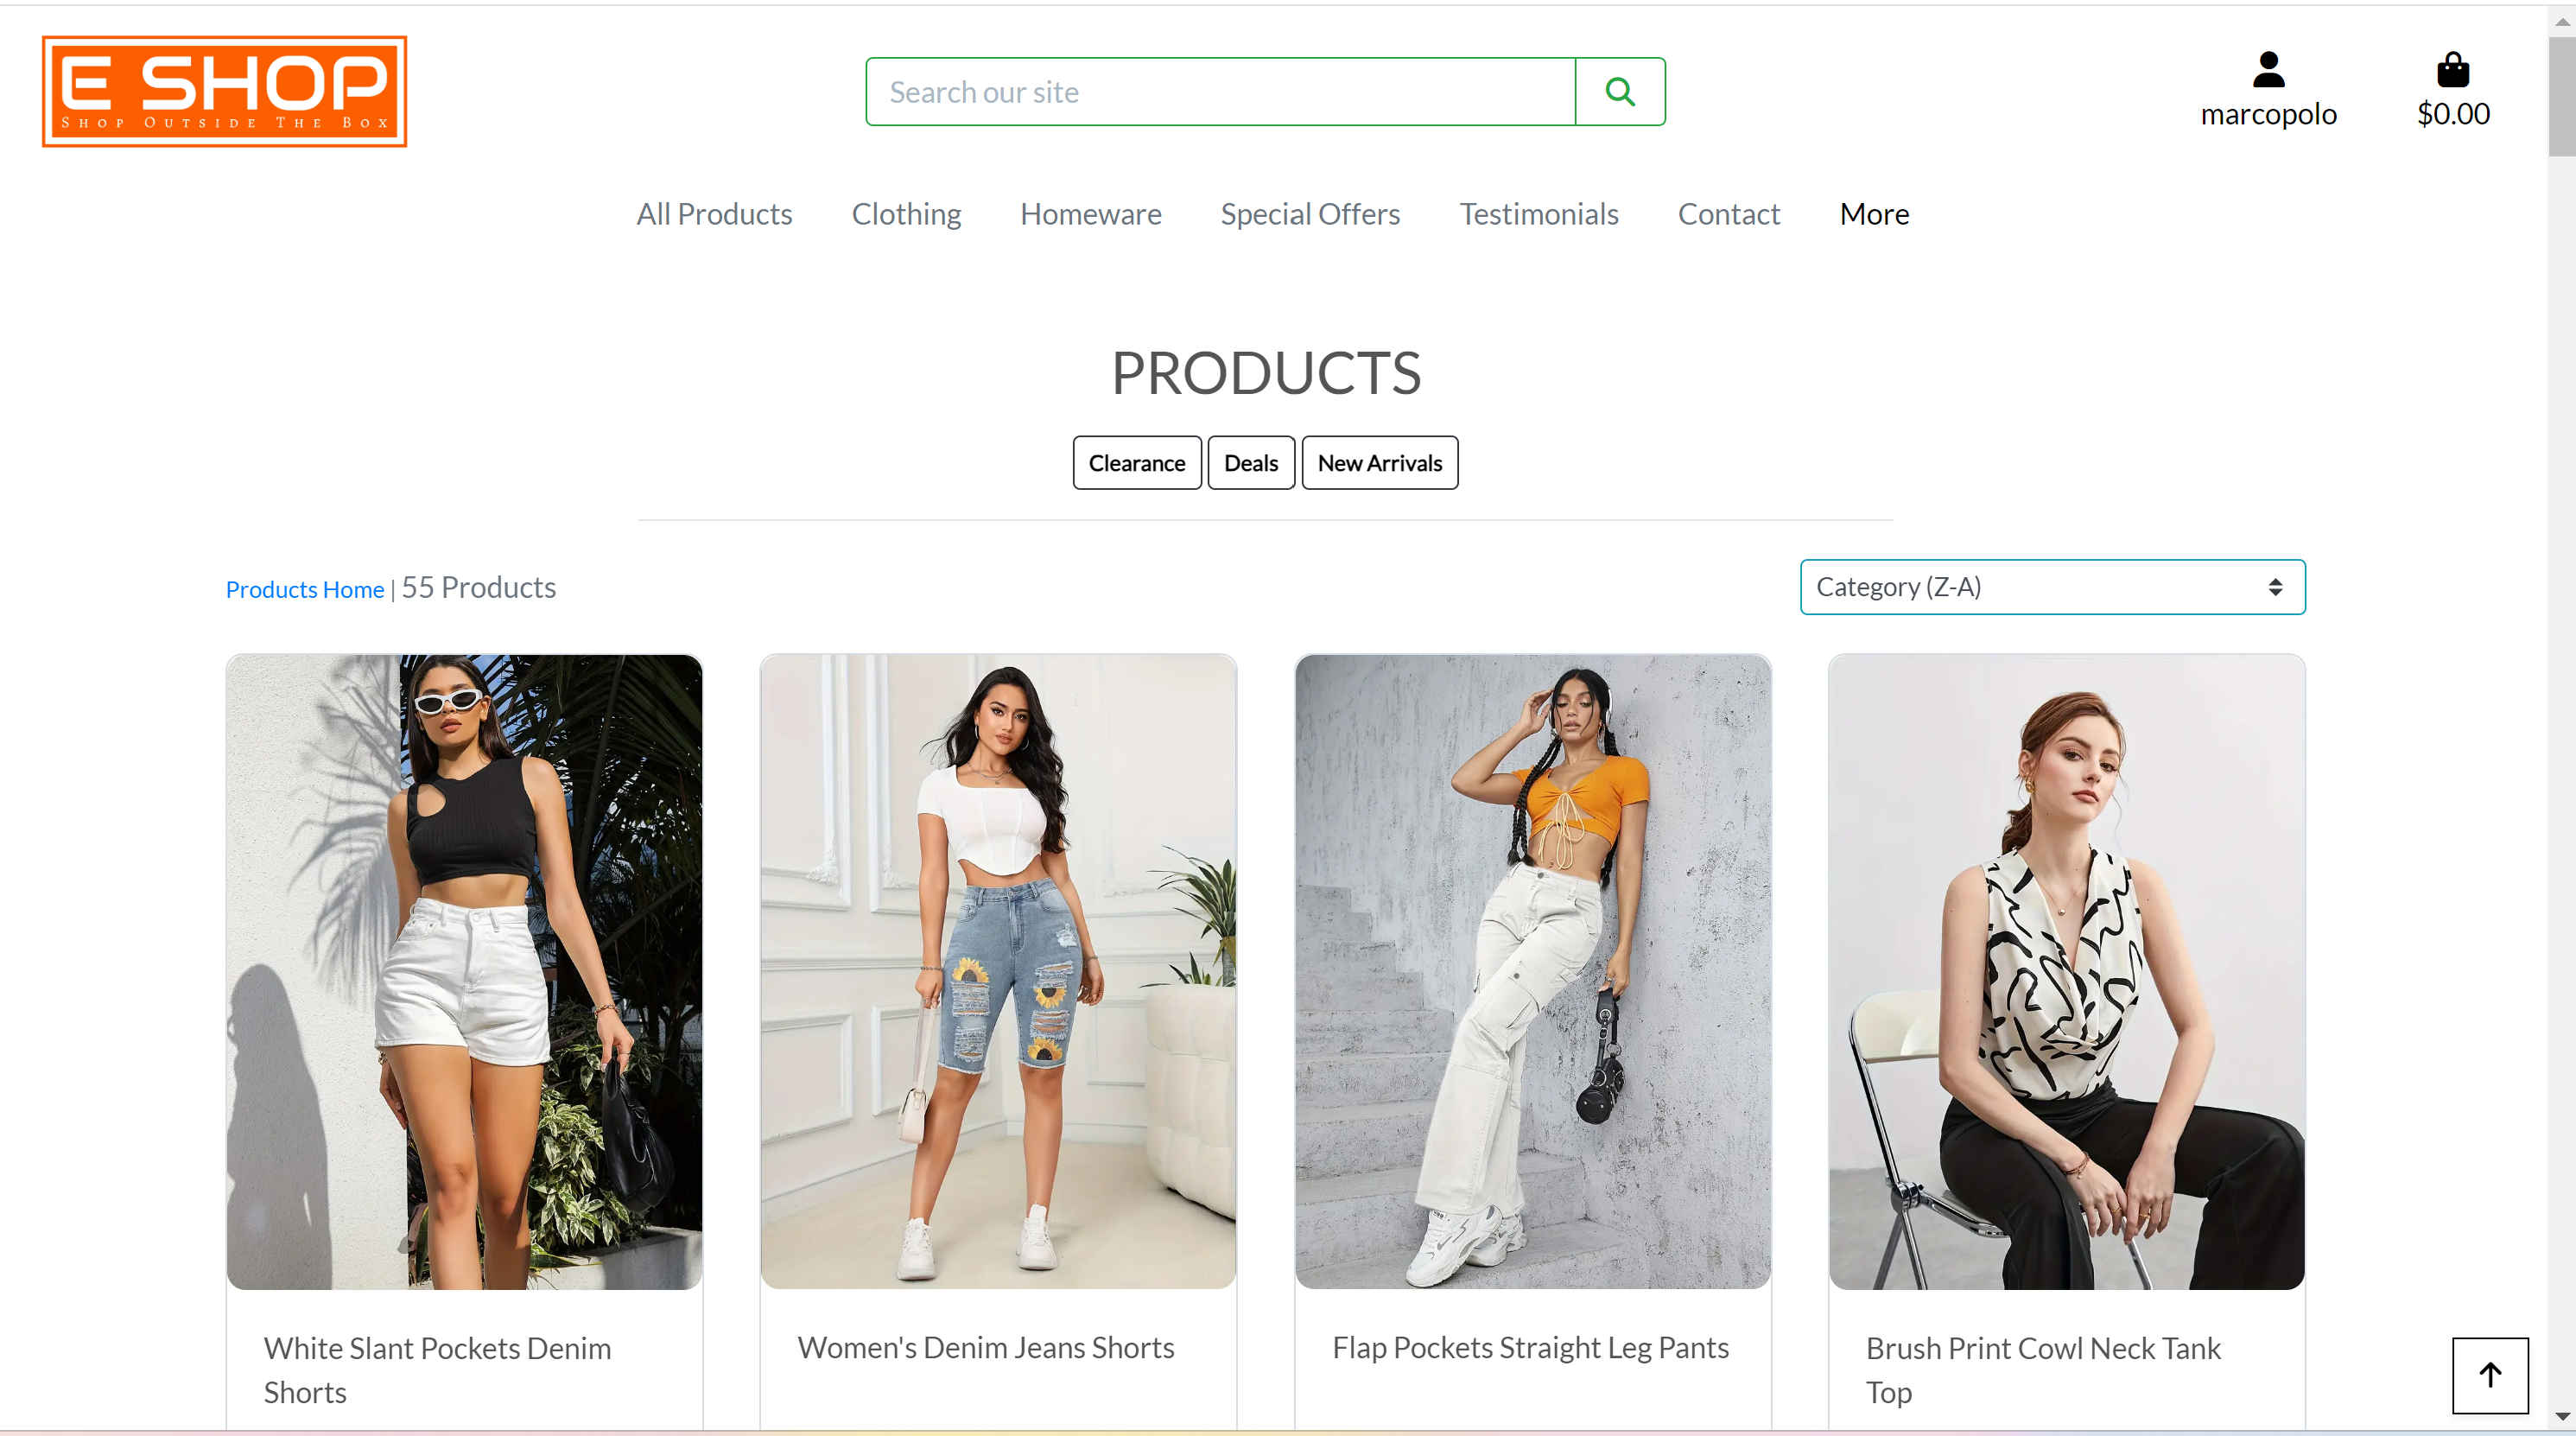 E SHOP
Shop Outside The Box
Search our site
marcopolo
$0.00
All Products Clothing Homeware Special Offers Testimonials Contact More
PRODUCTS
Clearance Deals New Arrivals
Products Home | 55 Products
Category (Z-A)
White Slant Pockets Denim
Shorts
Women's Denim Jeans Shorts
Flap Pockets Straight Leg Pants
Brush Print Cowl Neck Tank
Top